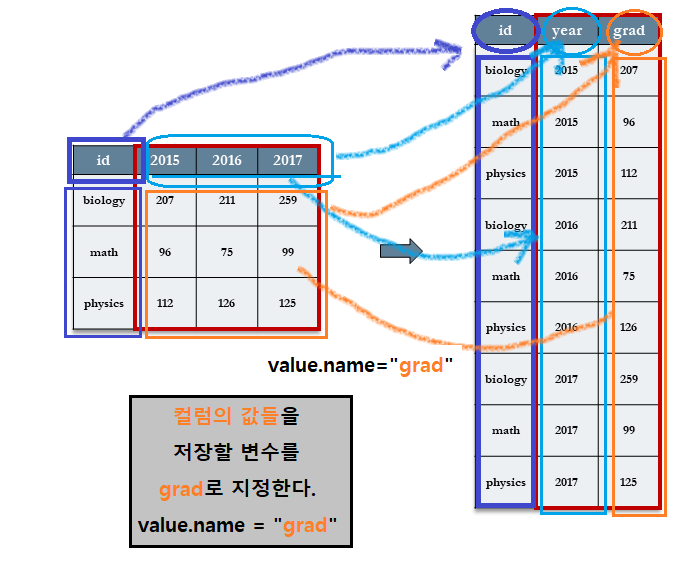 id 2015 2016 2017
biology 207 211 259
math 96 75 99
physics 112 126 125
value.name="grad"
컬럼의 값들을
저장할 변수를
grad로 지정한다.
value.name = "grad"
id year grad
biology 2015 207
math 2015 96
physics 2015 112
biology 2016 211
math 2016 75
physics 2016 126
biology 2017 259
math 2017 99
physics 2017 125